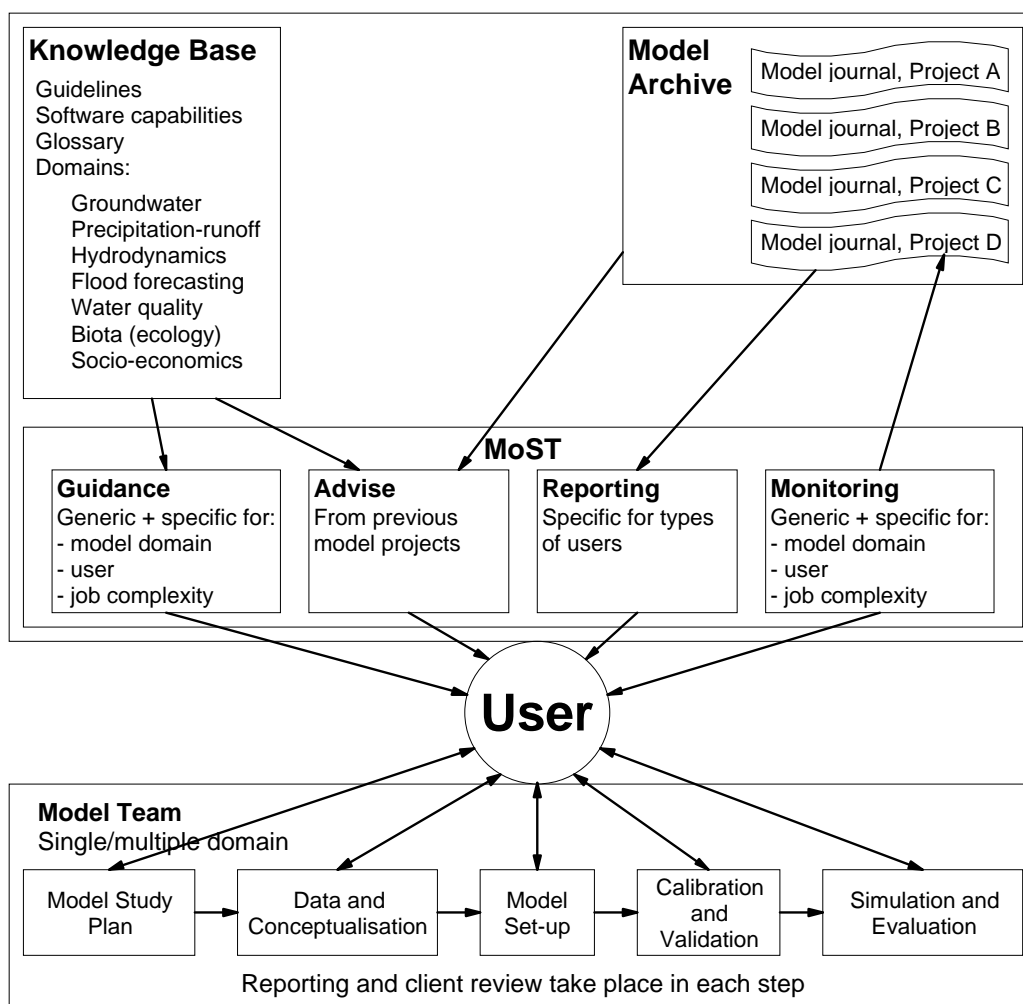 Knowledge Base
Guidelines
Software capabilities
Glossary
Domains:
Groundwater
Precipitation-runoff
Hydrodynamics
Flood forecasting
Water quality
Biota (ecology)
Socio-economics
Model
Archive
Model journal, Project A
Model journal, Project B
Model journal, Project C
Model journal, Project D
MoST
Guidance
Generic + specific for:
- model domain
- user
- job complexity
Advise
From previous
model projects
Reporting
Specific for types
of users
Monitoring
Generic + specific for:
- model domain
- user
- job complexity
User
Model Team
Single/multiple domain
Model Study
Plan
Data and
Conceptualisation
Model
Set-up
Calibration
and
Validation
Simulation and
Evaluation
Reporting and client review take place in each step